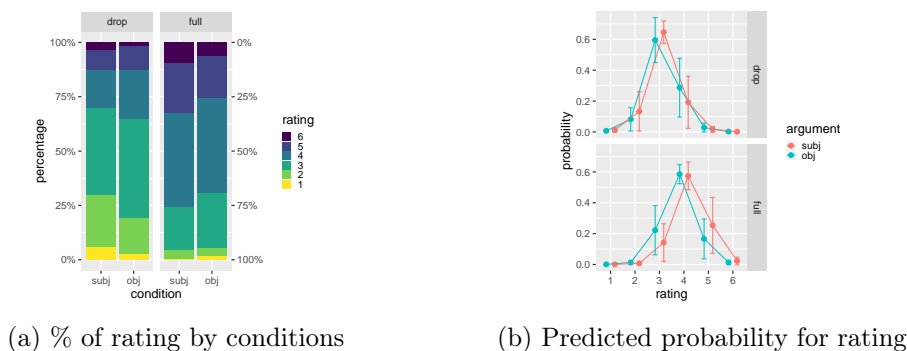 drop full
100% 0%
75% 25%
50% 50%
25% 75%
0% 100%
subj obj subj obj
condition
percentage
rating
6
5
4
3
2
1
(a) % of rating by conditions
0.6
0.4
0.2
0.0
drop
0.6
0.4
0.2
0.0
full
1 2 3 4 5 6
rating
probability
argument
subj
obj
(b) Predicted probability for rating